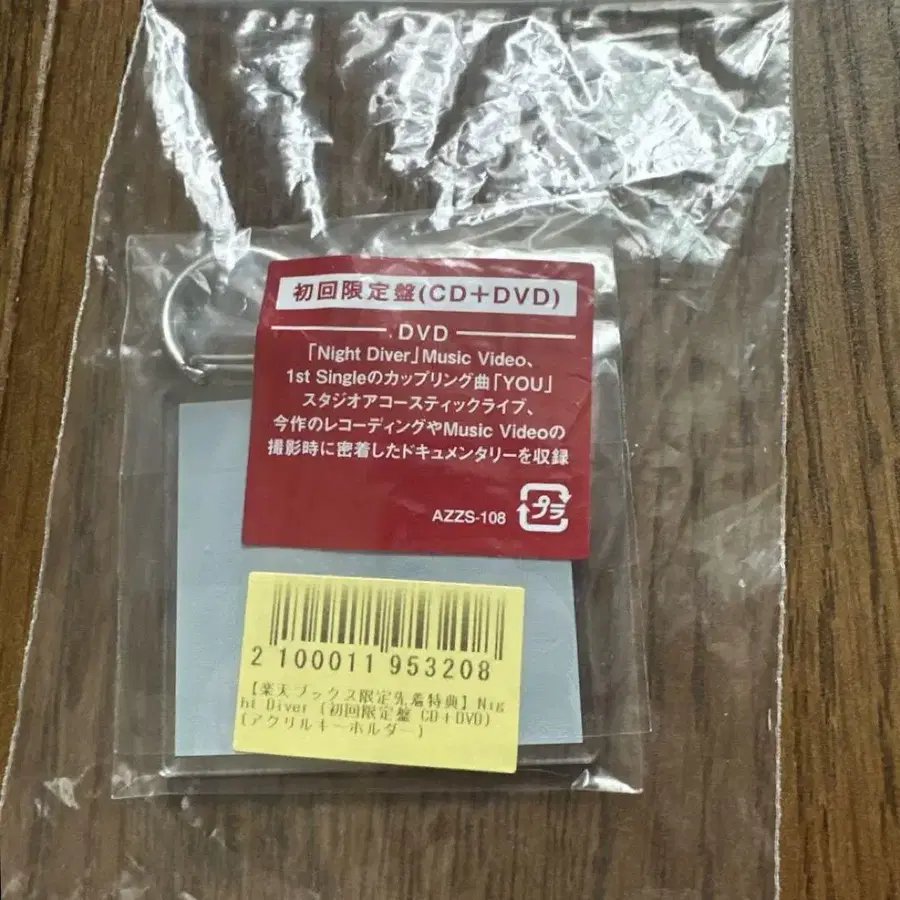 初回限定盤(CD+DVD)
DVD
「Night Diver」Music Video、
1st Singleのカップリング曲「YOU」
スタジオアコースティックライブ、
今作のレコーディングやMusic Videoの
撮影時に密着したドキュメンタリーを収録
AZZS-108
プラ
2 100011 953208
【楽天ブックス限定先着特典】Nig
ht Diver (初回限定盤 CD+DVD)
(アクリルキーホルダー)